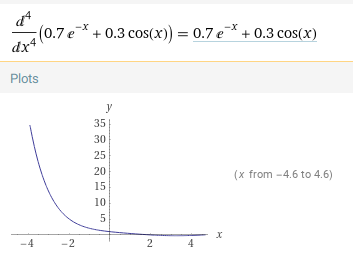 d⁴/dx⁴(0.7 e^(-x) + 0.3 cos(x)) = 0.7 e^(-x) + 0.3 cos(x)
Plots
y
35
30
25
20
15
10
5
(x from −4.6 to 4.6)
x
−4 −2 2 4